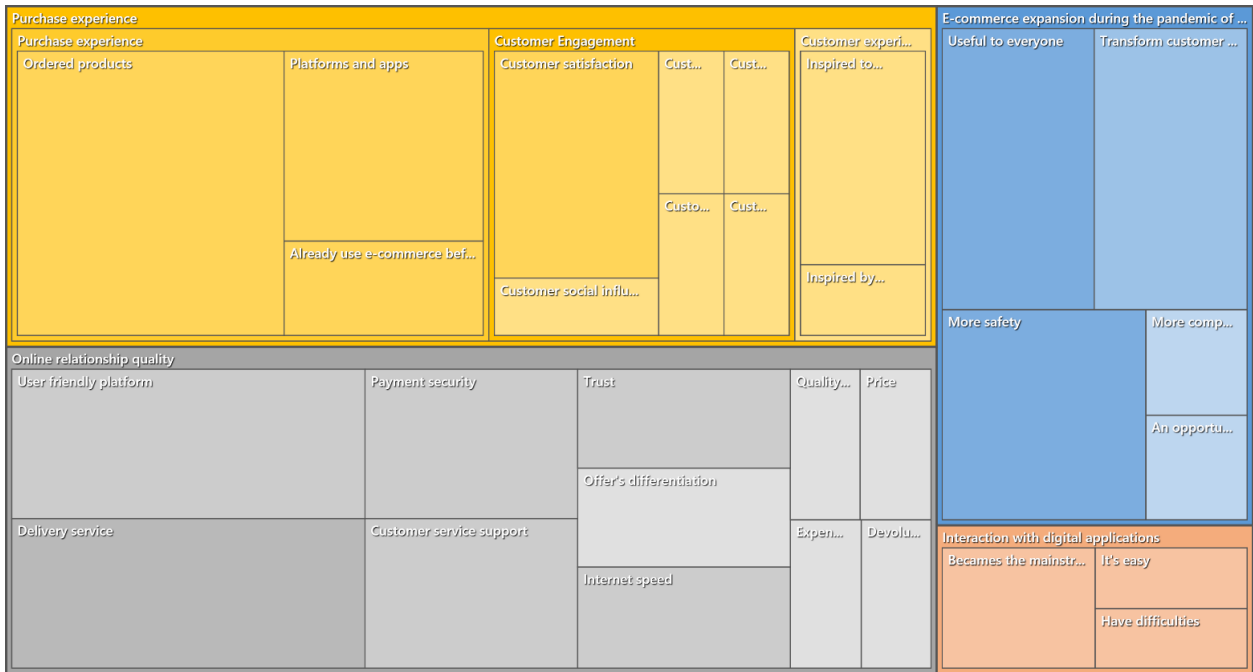 Purchase experience
Purchase experience
Ordered products
Platforms and apps
Already use e-commerce bef...
Customer Engagement
Customer satisfaction
Cust...
Cust...
Custo...
Cust...
Customer social influ...
Customer experi...
Inspired to...
Inspired by...
E-commerce expansion during the pandemic of ...
Useful to everyone
Transform customer ...
More safety
More comp...
An opportu...
Online relationship quality
User friendly platform
Payment security
Trust
Quality...
Price
Offer's differentiation
Delivery service
Customer service support
Expen...
Devolu...
Internet speed
Interaction with digital applications
Becames the mainstr...
It's easy
Have difficulties